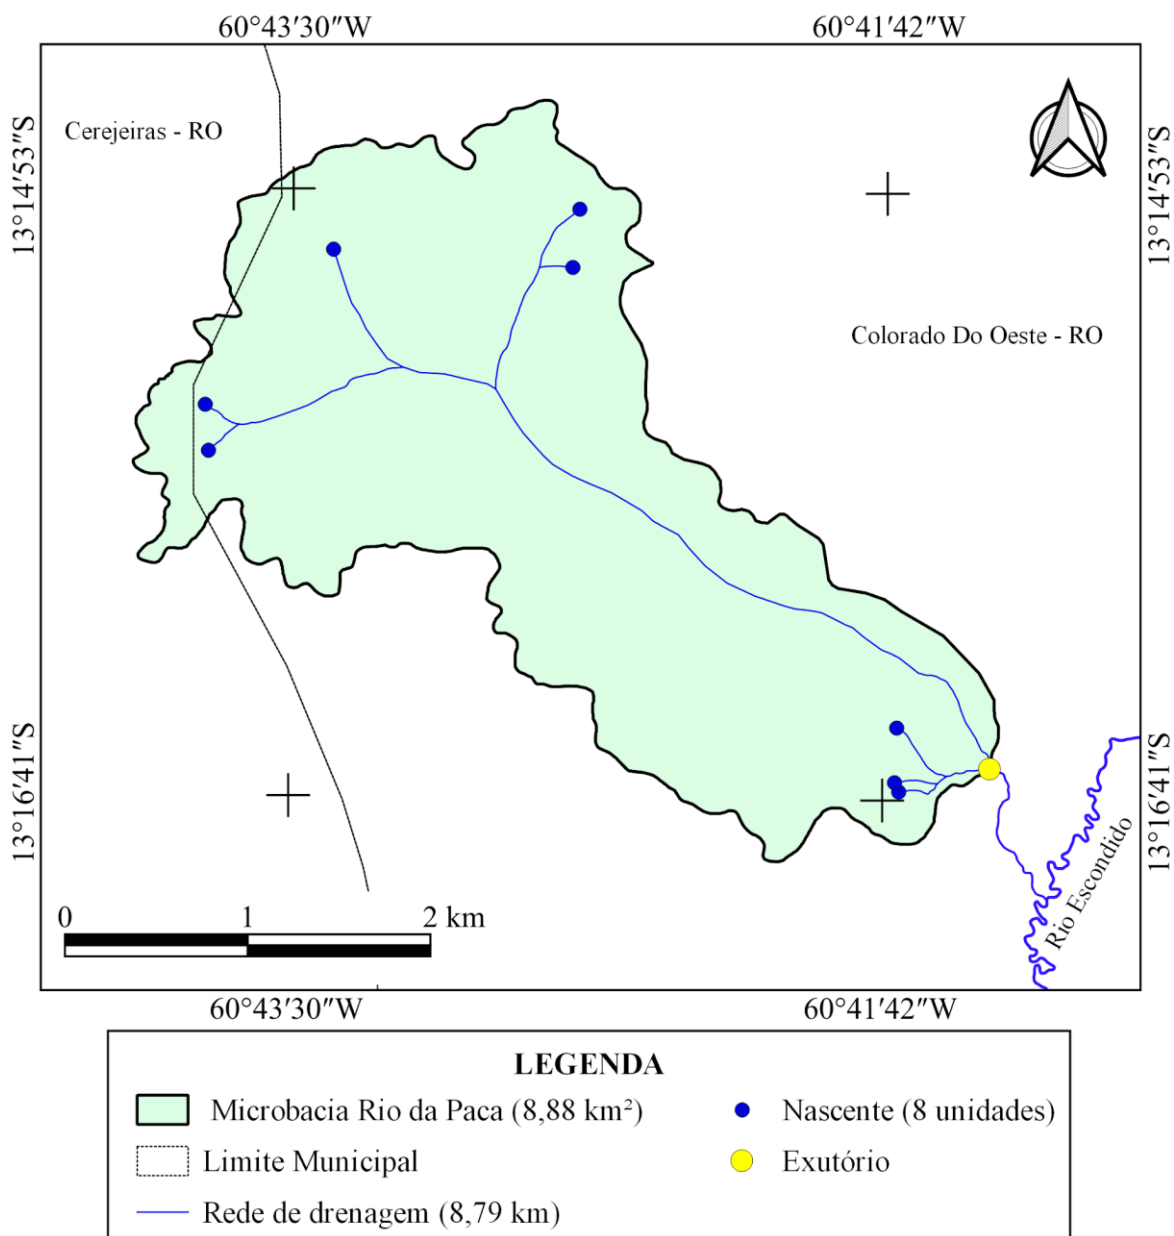 60°43′30″W 60°41′42″W
Cerejeiras - RO
13°14′53″S 13°14′53″S
Colorado Do Oeste - RO
13°16′41″S 13°16′41″S
Rio Escondido
0 1 2 km
60°43′30″W 60°41′42″W
LEGENDA
Microbacia Rio da Paca (8,88 km²) Nascente (8 unidades)
Limite Municipal Exutório
Rede de drenagem (8,79 km)